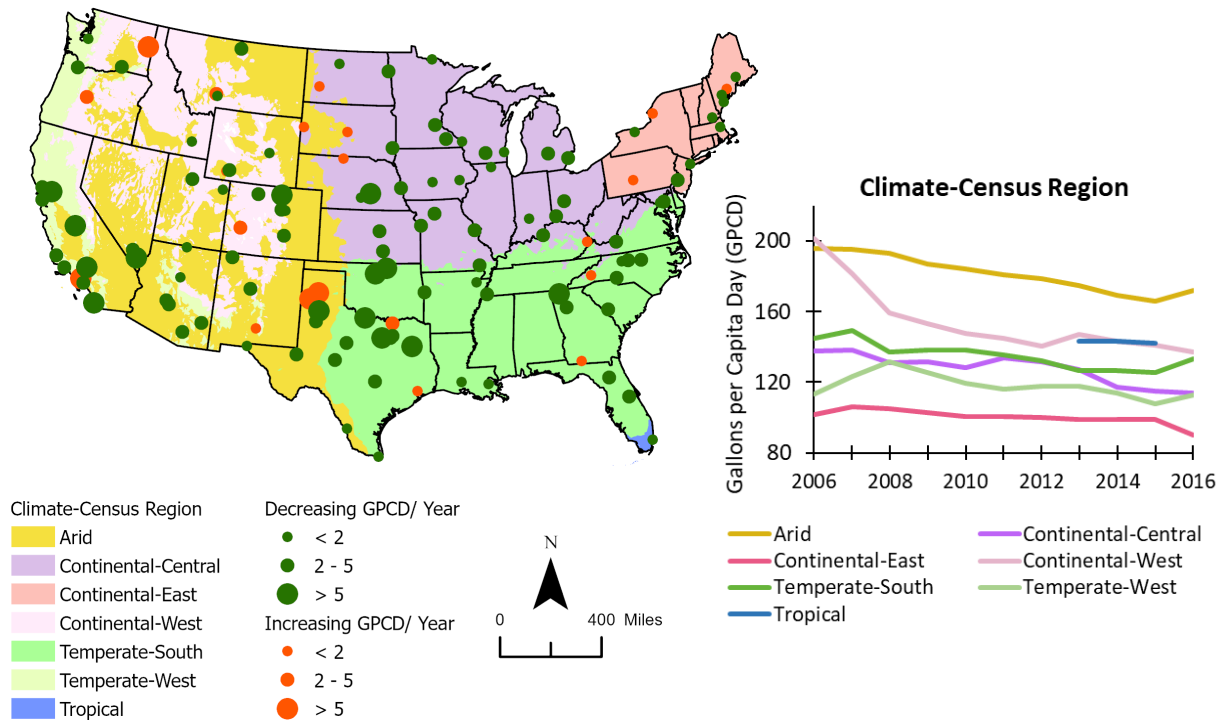 Climate-Census Region
Gallons per Capita Day (GPCD)
200
160
120
80
2006 2008 2010 2012 2014 2016
Arid
Continental-Central
Continental-East
Continental-West
Temperate-South
Temperate-West
Tropical
Climate-Census Region
Arid
Continental-Central
Continental-East
Continental-West
Temperate-South
Temperate-West
Tropical
Decreasing GPCD/ Year
< 2
2 - 5
> 5
Increasing GPCD/ Year
< 2
2 - 5
> 5
N
0 400 Miles